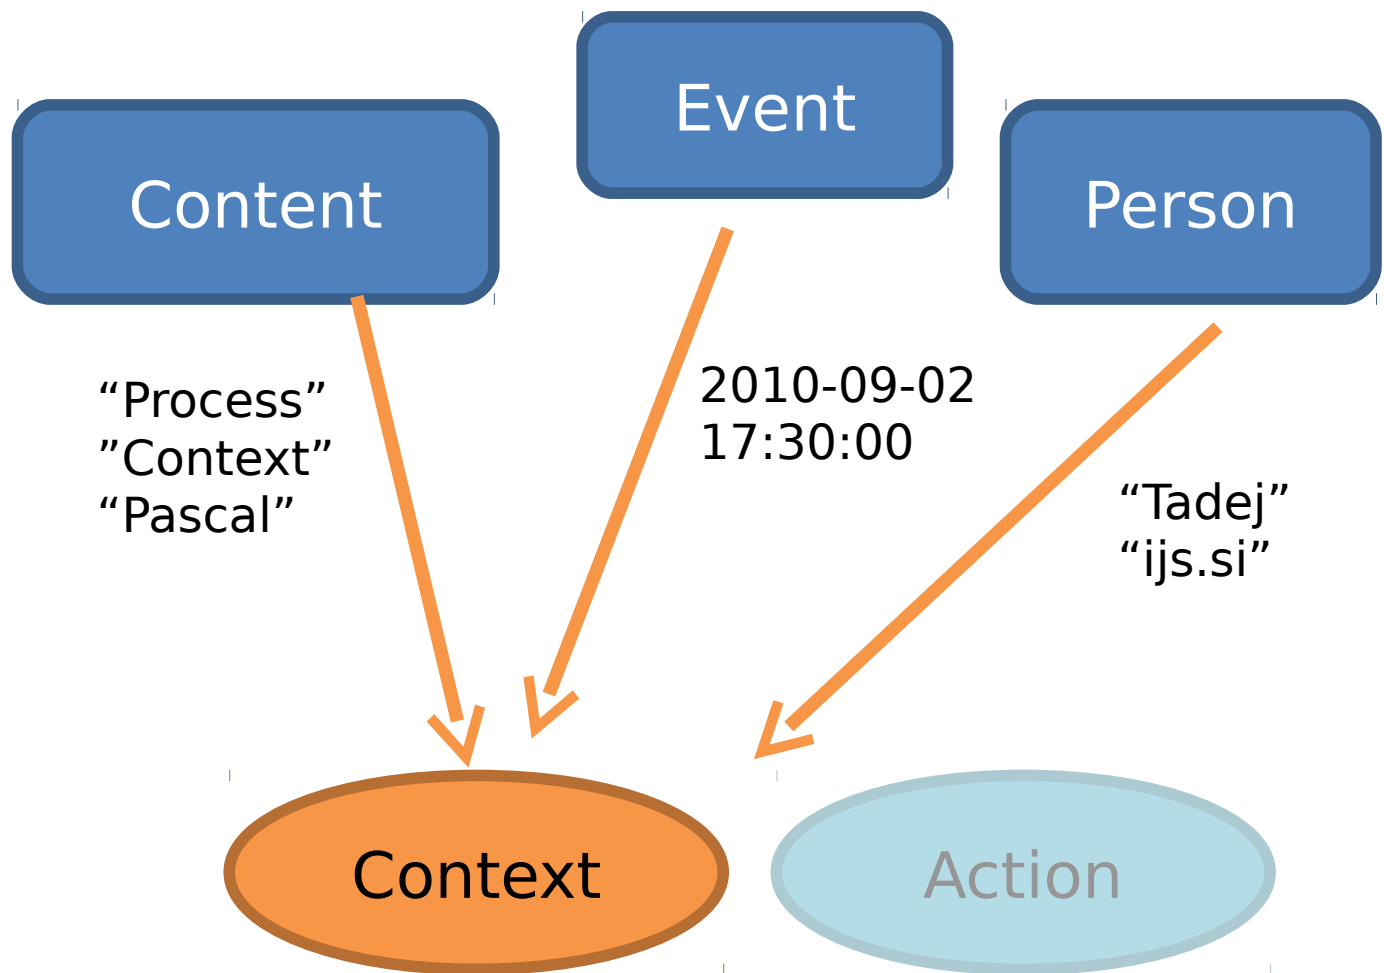 Event
Content
Person
2010-09-02
17:30:00
“Process”
”Context”
“Pascal”
“Tadej”
“ijs.si”
Context
Action